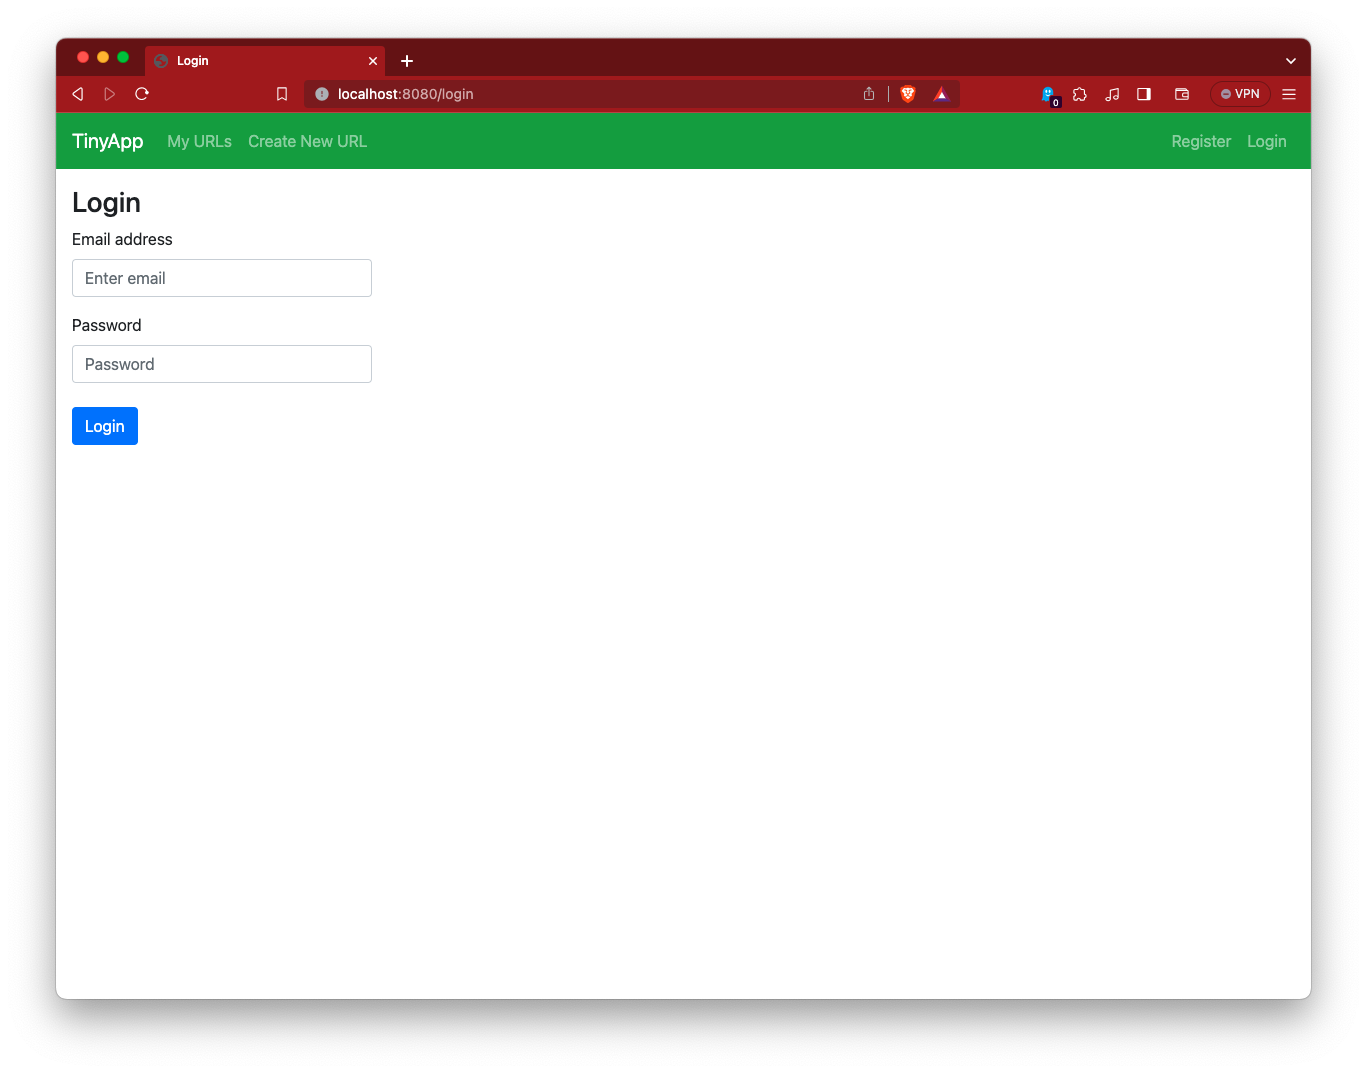 Login
localhost:8080/login
0
VPN
TinyApp My URLs Create New URL Register Login
Login
Email address
Enter email
Password
Password
Login